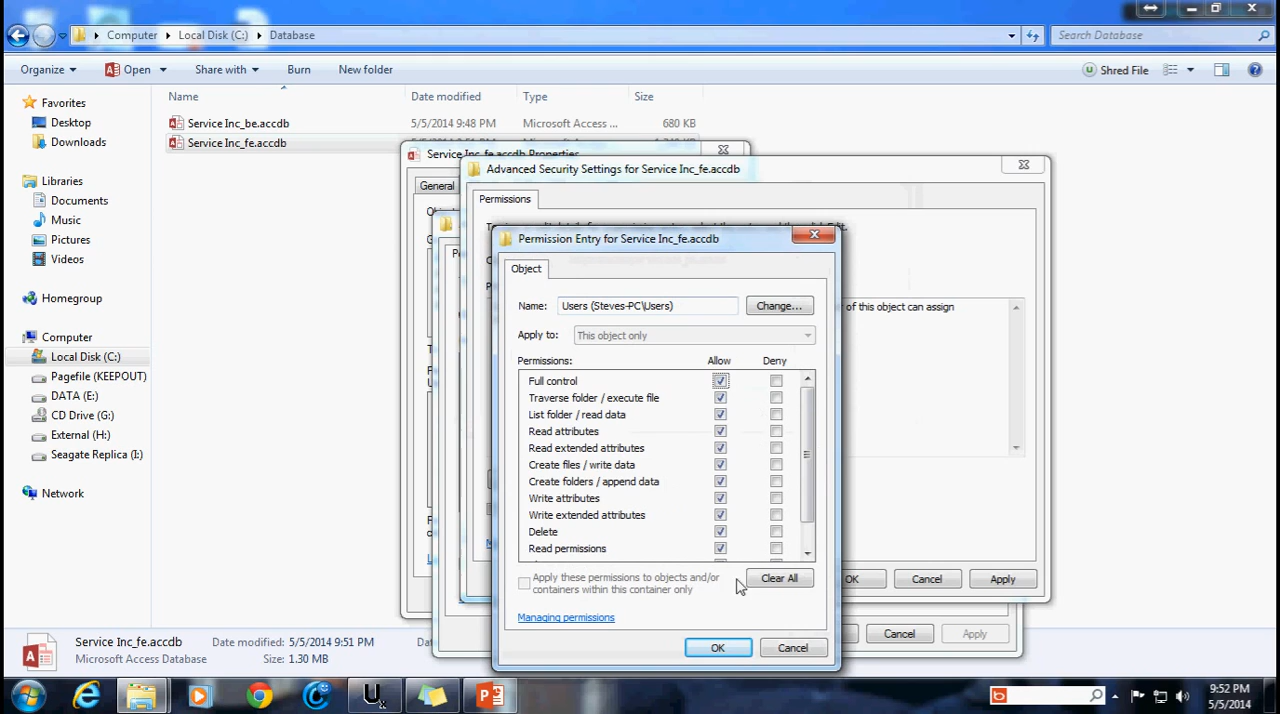 Computer Local Disk (C:) Database
Search Database
Organize Open Share with Burn New folder
Shred File
Name Date modified Type Size
Favorites
Desktop
Downloads
Libraries
Documents
Music
Pictures
Videos
Homegroup
Computer
Local Disk (C:)
Pagefile (KEEPOUT)
DATA (E:)
CD Drive (G:)
External (H:)
Seagate Replica (I:)
Network
Service Inc_be.accdb 5/5/2014 9:48 PM Microsoft Access ... 680 KB
Service Inc_fe.accdb
Service Inc_fe.accdb Properties
General
Advanced Security Settings for Service Inc_fe.accdb
Permissions
Permission Entry for Service Inc_fe.accdb
Object
Name: Users (Steves-PC\Users) Change...
of this object can assign
Apply to: This object only
Permissions: Allow Deny
Full control
Traverse folder / execute file
List folder / read data
Read attributes
Read extended attributes
Create files / write data
Create folders / append data
Write attributes
Write extended attributes
Delete
Read permissions
Apply these permissions to objects and/or
containers within this container only
Clear All
Managing permissions
OK Cancel
OK Cancel Apply
Cancel Apply
Service Inc_fe.accdb Date modified: 5/5/2014 9:51 PM
Microsoft Access Database Size: 1.30 MB
9:52 PM
5/5/2014